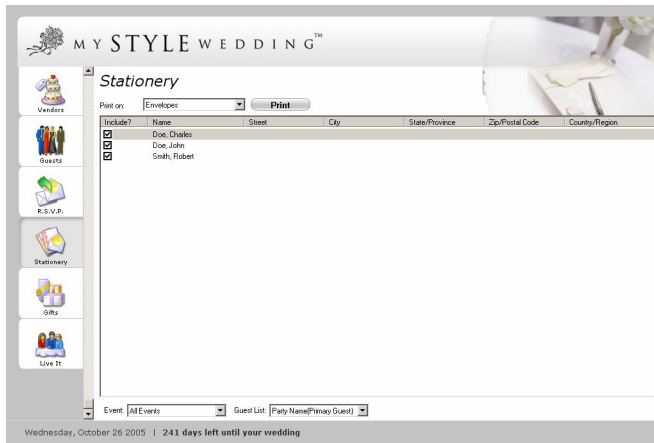 MY STYLE WEDDING™
Vendors
Guests
R.S.V.P.
Stationery
Gifts
Live It
Stationery
Print on: Envelopes Print
Include? Name Street City State/Province Zip/Postal Code Country/Region
Doe, Charles
Doe, John
Smith, Robert
Event: All Events Guest List: Party Name(Primary Guest)
Wednesday, October 26 2005 | 241 days left until your wedding